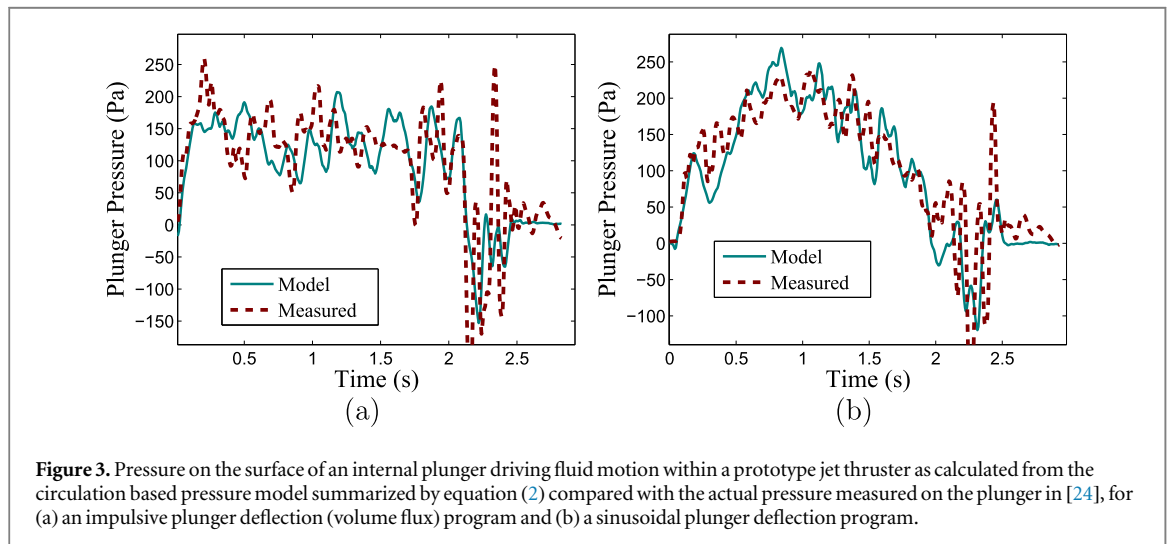 250
200
150
100
50
0
−50
−100
−150
Plunger Pressure (Pa)
Model
Measured
0.5 1 1.5 2 2.5
Time (s)
(a)
250
200
150
100
50
0
−50
−100
Plunger Pressure (Pa)
Model
Measured
0 0.5 1 1.5 2 2.5
Time (s)
(b)
Figure 3. Pressure on the surface of an internal plunger driving fluid motion within a prototype jet thruster as calculated from the
circulation based pressure model summarized by equation (2) compared with the actual pressure measured on the plunger in [24], for
(a) an impulsive plunger deflection (volume flux) program and (b) a sinusoidal plunger deflection program.